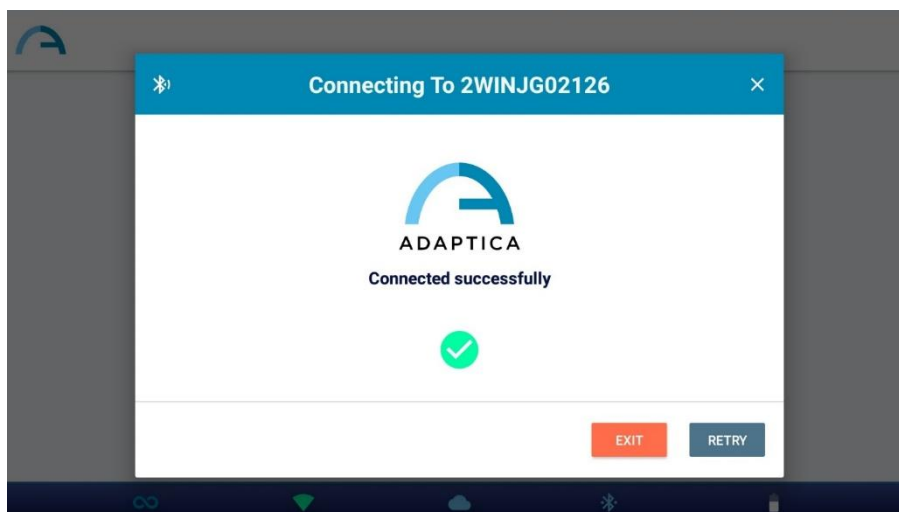 Connecting To 2WINJG02126
ADAPTICA
Connected successfully
EXIT
RETRY